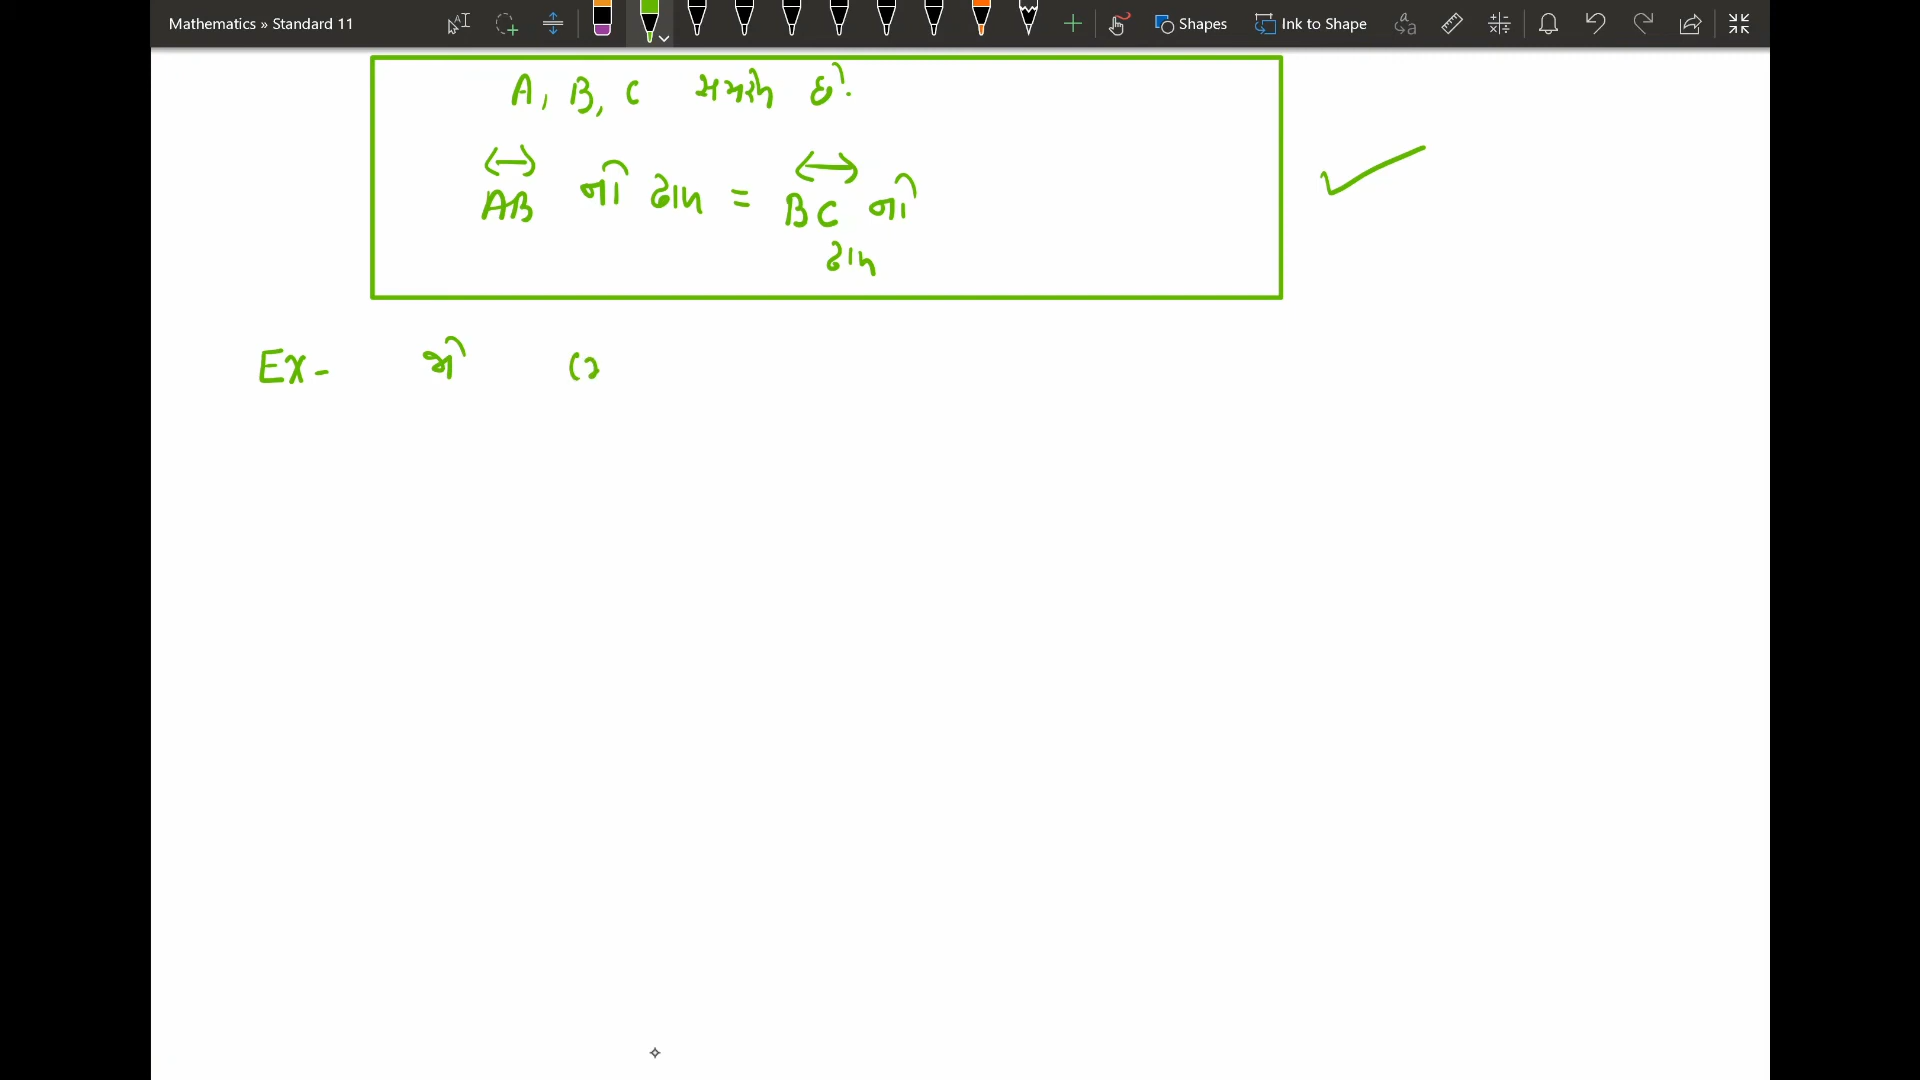 Mathematics » Standard 11
Shapes
Ink to Shape
A, B, C સમરેખ છે.
AB નો ઢાળ = BC નો
ઢાળ
Ex- જો